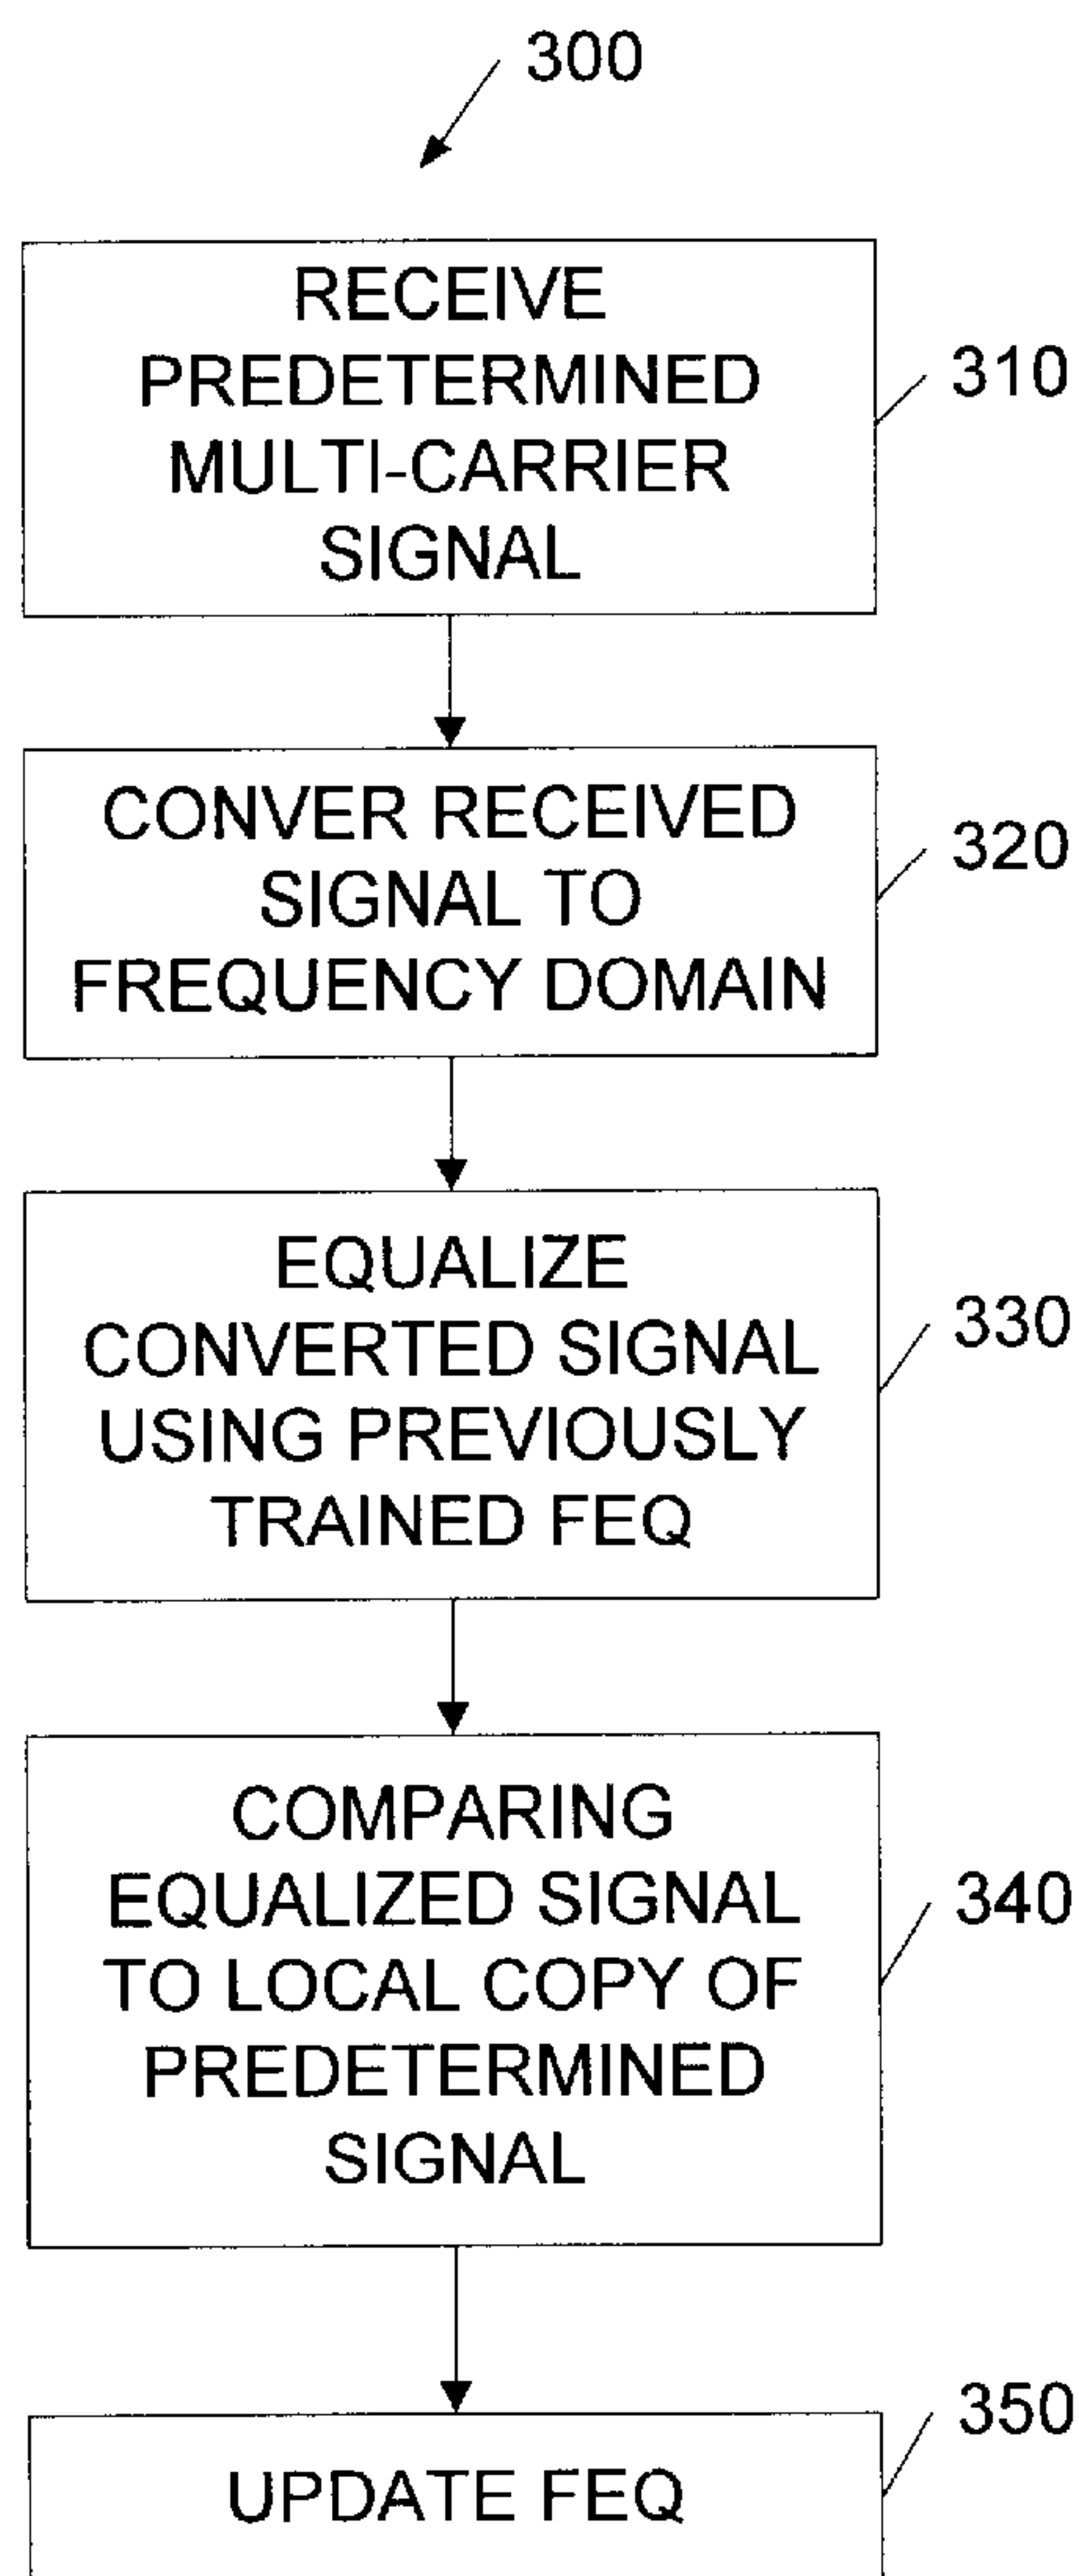 300
RECEIVE
PREDETERMINED
MULTI-CARRIER
SIGNAL
310
CONVER RECEIVED
SIGNAL TO
FREQUENCY DOMAIN
320
EQUALIZE
CONVERTED SIGNAL
USING PREVIOUSLY
TRAINED FEQ
330
COMPARING
EQUALIZED SIGNAL
TO LOCAL COPY OF
PREDETERMINED
SIGNAL
340
UPDATE FEQ
350